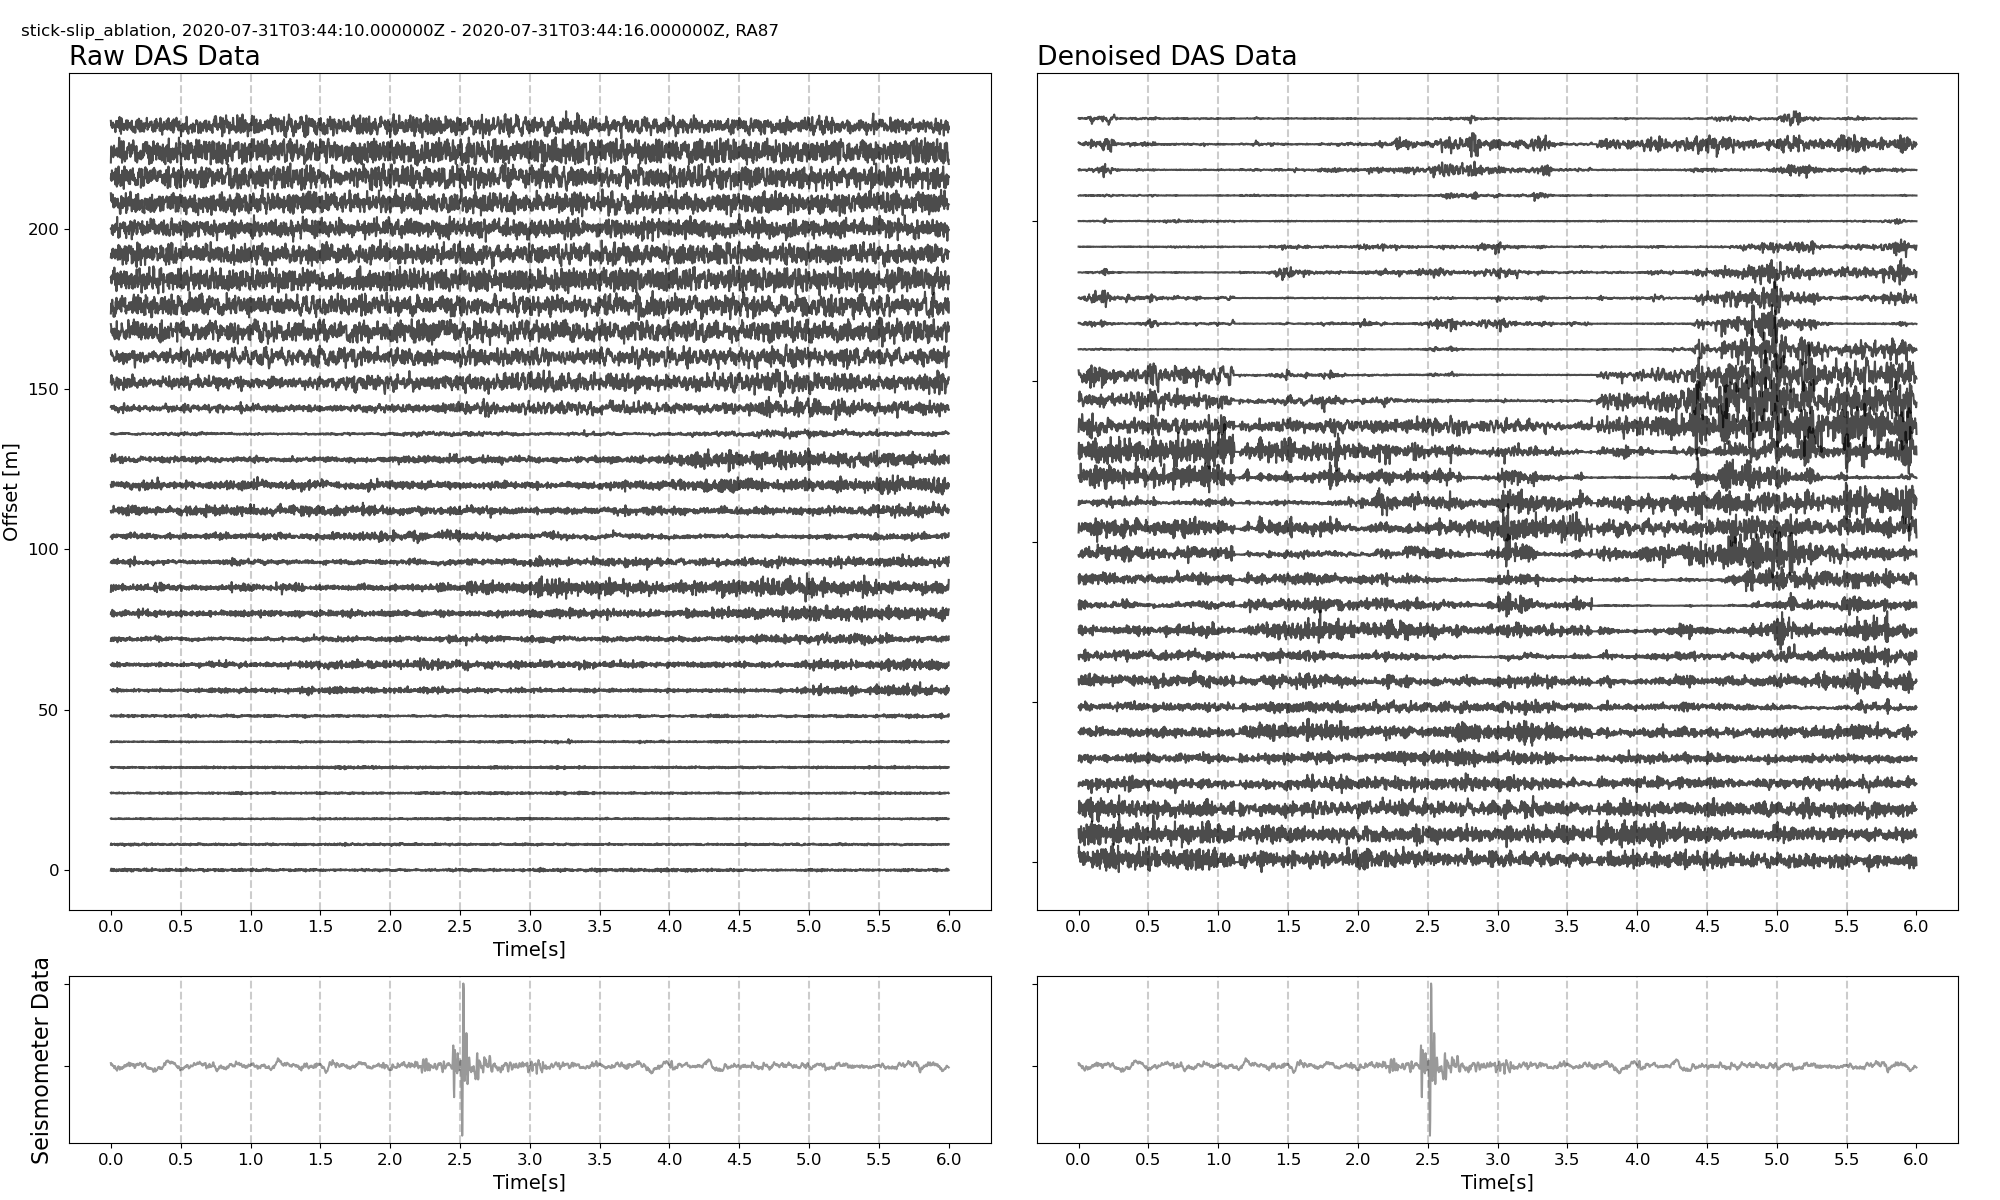 stick-slip_ablation, 2020-07-31T03:44:10.000000Z - 2020-07-31T03:44:16.000000Z, RA87
Raw DAS Data
Denoised DAS Data
Offset [m]
200
150
100
50
0
0.0 0.5 1.0 1.5 2.0 2.5 3.0 3.5 4.0 4.5 5.0 5.5 6.0
Time[s]
0.0 0.5 1.0 1.5 2.0 2.5 3.0 3.5 4.0 4.5 5.0 5.5 6.0
Seismometer Data
0.0 0.5 1.0 1.5 2.0 2.5 3.0 3.5 4.0 4.5 5.0 5.5 6.0
Time[s]
0.0 0.5 1.0 1.5 2.0 2.5 3.0 3.5 4.0 4.5 5.0 5.5 6.0
Time[s]